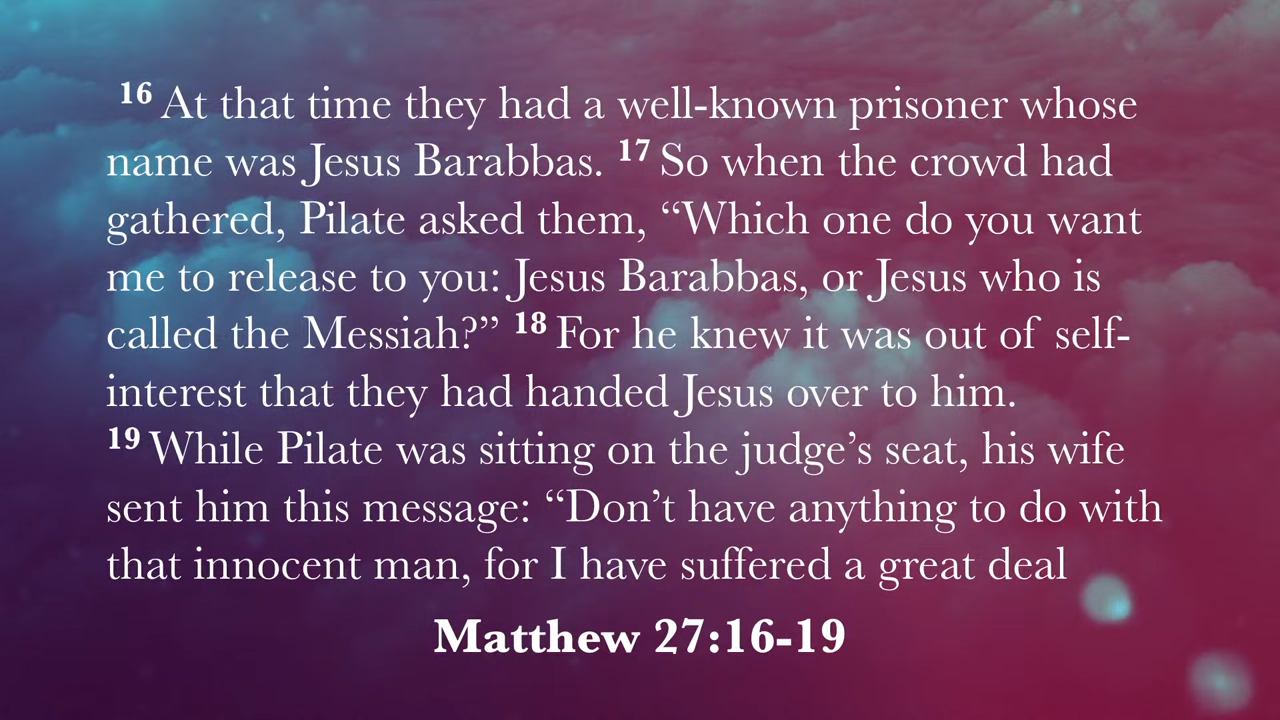 16 At that time they had a well-known prisoner whose
name was Jesus Barabbas. 17 So when the crowd had
gathered, Pilate asked them, “Which one do you want
me to release to you: Jesus Barabbas, or Jesus who is
called the Messiah?” 18 For he knew it was out of self-
interest that they had handed Jesus over to him.
19 While Pilate was sitting on the judge’s seat, his wife
sent him this message: “Don’t have anything to do with
that innocent man, for I have suffered a great deal
Matthew 27:16-19